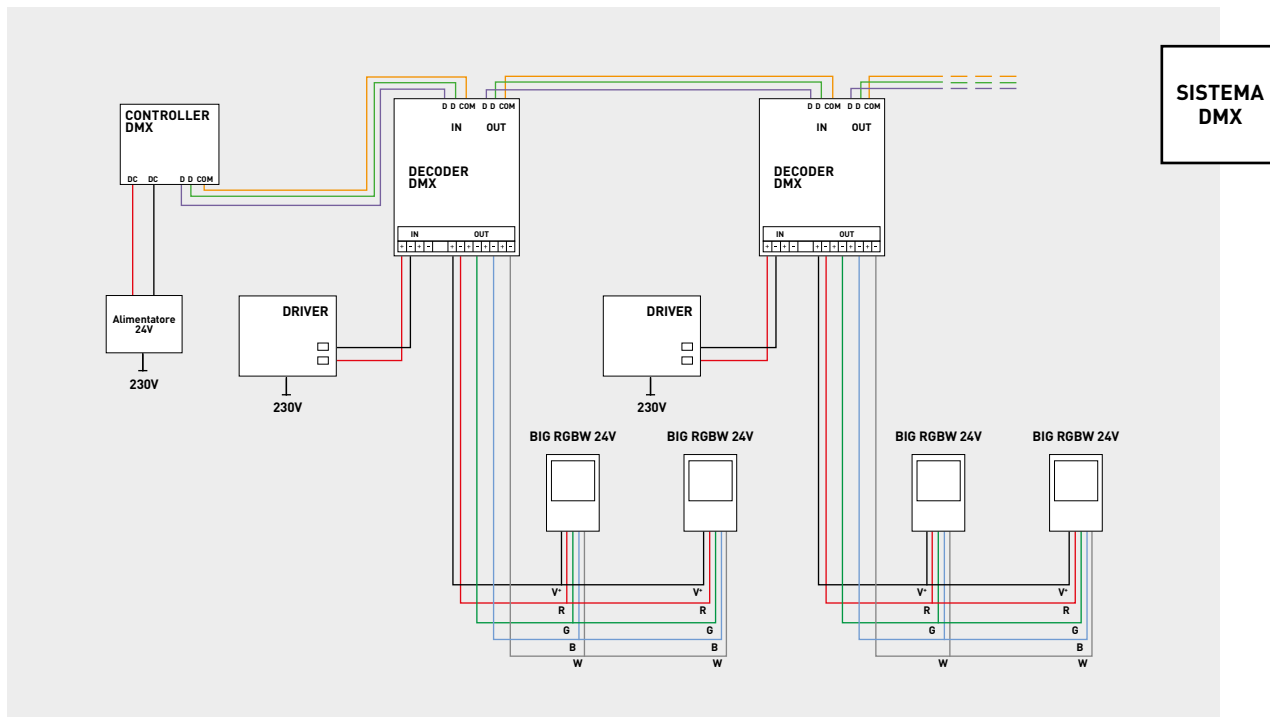 SISTEMA
DMX
CONTROLLER
DMX
DC DC D D COM
Alimentatore
24V
230V
D D COM D D COM
IN OUT
DECODER
DMX
IN OUT
+ - + - + - + - + - + -
DRIVER
230V
D D COM D D COM
IN OUT
DECODER
DMX
IN OUT
+ - + - + - + - + - + -
DRIVER
230V
BIG RGBW 24V
BIG RGBW 24V
BIG RGBW 24V
BIG RGBW 24V
V+ V+ V+ V+
R R R R
G G G G
B B B
W W W W